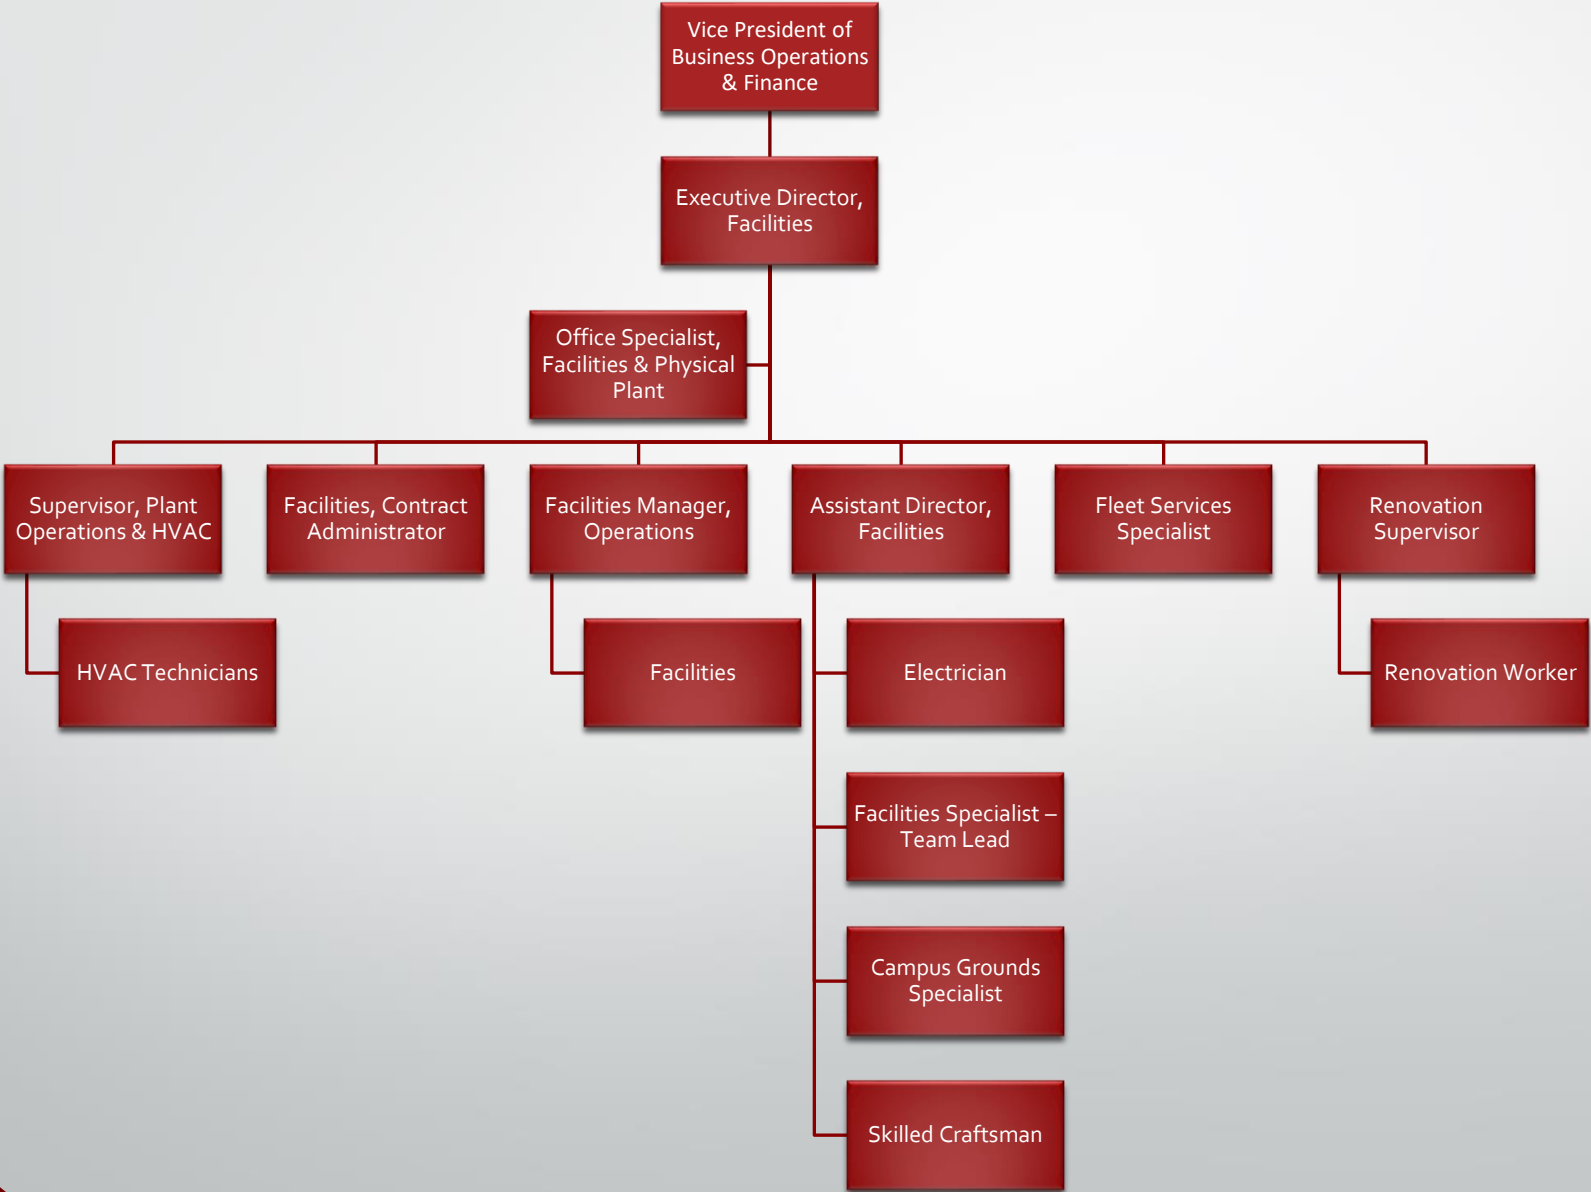 Vice President of
Business Operations
& Finance
Executive Director,
Facilities
Office Specialist,
Facilities & Physical
Plant
Supervisor, Plant
Operations & HVAC
Facilities, Contract
Administrator
Facilities Manager,
Operations
Assistant Director,
Facilities
Fleet Services
Specialist
Renovation
Supervisor
HVAC Technicians
Facilities
Electrician
Renovation Worker
Facilities Specialist –
Team Lead
Campus Grounds
Specialist
Skilled Craftsman